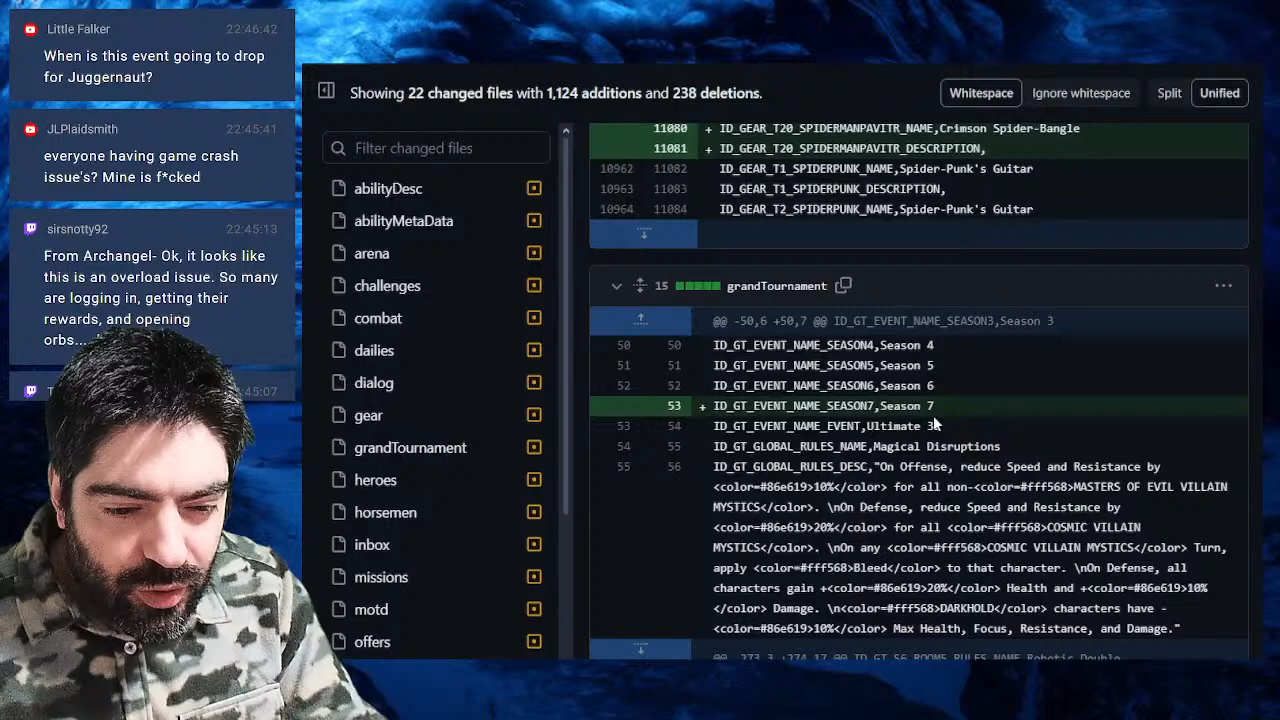 Little Falker 22:46:42
When is this event going to drop
for Juggernaut?
JLPlaidsmith 22:45:41
everyone having game crash
issue's? Mine is f*cked
sirsnotty92 22:45:13
From Archangel- Ok, it looks like
this is an overload issue. So many
are logging in, getting their
rewards, and opening
orbs...
22:45:07
Showing 22 changed files with 1,124 additions and 238 deletions.
Whitespace Ignore whitespace Split Unified
Filter changed files
abilityDesc
abilityMetaData
arena
challenges
combat
dailies
dialog
gear
grandTournament
heroes
horsemen
inbox
missions
motd
offers
11080 + ID_GEAR_T20_SPIDERMANPAVITR_NAME,Crimson Spider-Bangle
11081 + ID_GEAR_T20_SPIDERMANPAVITR_DESCRIPTION,
10962 11082 ID_GEAR_T1_SPIDERPUNK_NAME,Spider-Punk's Guitar
10963 11083 ID_GEAR_T1_SPIDERPUNK_DESCRIPTION,
10964 11084 ID_GEAR_T2_SPIDERPUNK_NAME,Spider-Punk's Guitar
15 grandTournament
@@ -50,6 +50,7 @@ ID_GT_EVENT_NAME_SEASON3,Season 3
50 50 ID_GT_EVENT_NAME_SEASON4,Season 4
51 51 ID_GT_EVENT_NAME_SEASON5,Season 5
52 52 ID_GT_EVENT_NAME_SEASON6,Season 6
53 + ID_GT_EVENT_NAME_SEASON7,Season 7
53 54 ID_GT_EVENT_NAME_EVENT,Ultimate 3
54 55 ID_GT_GLOBAL_RULES_NAME,Magical Disruptions
55 56 ID_GT_GLOBAL_RULES_DESC,"On Offense, reduce Speed and Resistance by
<color=#86e619>10%</color> for all non-<color=#fff568>MASTERS OF EVIL VILLAIN
MYSTICS</color>. \nOn Defense, reduce Speed and Resistance by
<color=#86e619>20%</color> for all <color=#fff568>COSMIC VILLAIN
MYSTICS</color>. \nOn any <color=#fff568>COSMIC VILLAIN MYSTICS</color> Turn,
apply <color=#fff568>Bleed</color> to that character. \nOn Defense, all
characters gain +<color=#86e619>20%</color> Health and +<color=#86e619>10%
</color> Damage. \n<color=#fff568>DARKHOLD</color> characters have -
<color=#86e619>10%</color> Max Health, Focus, Resistance, and Damage."
@@ -273,3 +274,17 @@ ID_GT_S6_ROOM5_RULES_NAME,Robotic Double